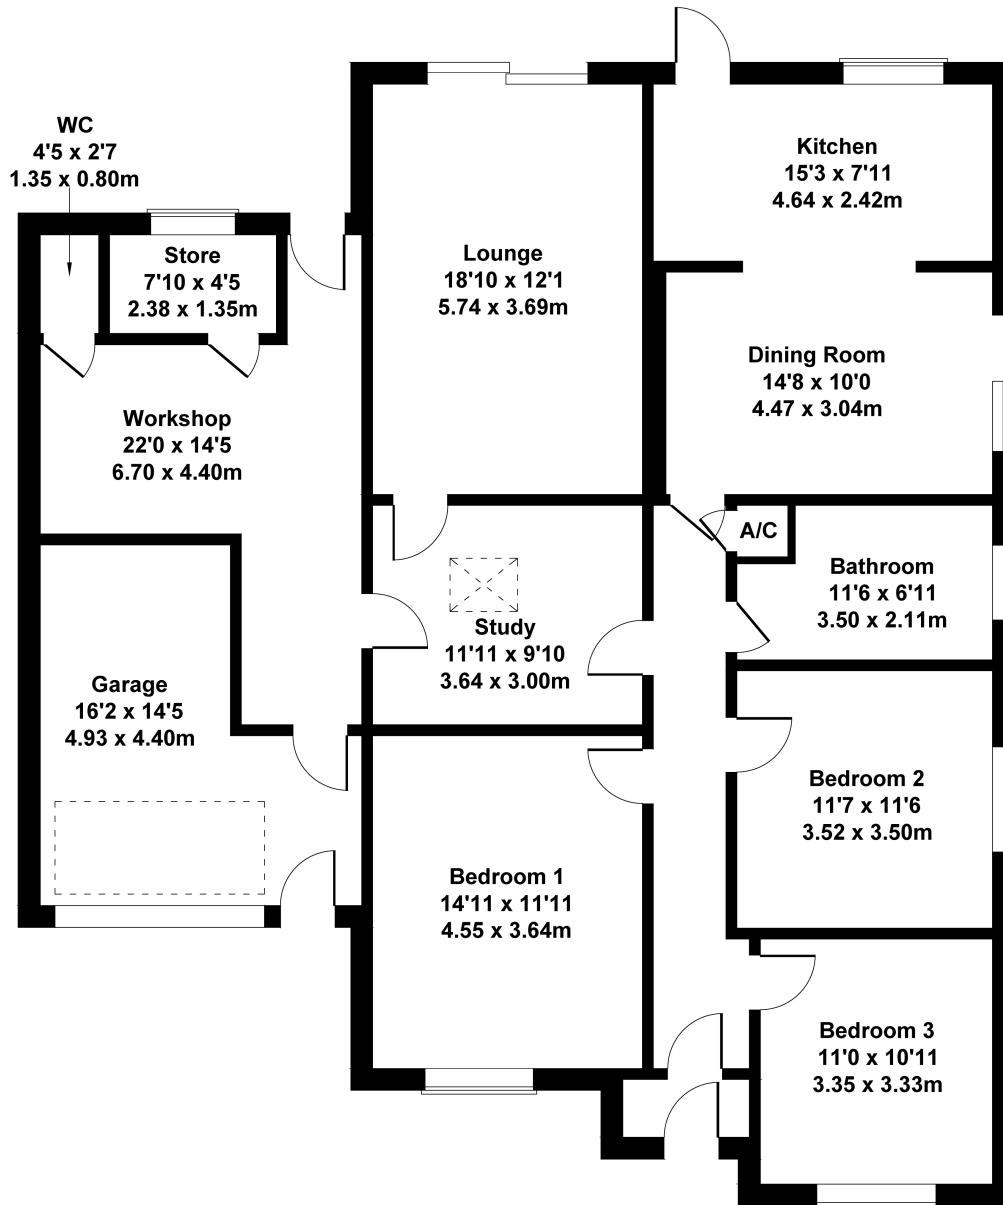 WC
4'5 x 2'7
1.35 x 0.80m
Store
7'10 x 4'5
2.38 x 1.35m
Lounge
18'10 x 12'1
5.74 x 3.69m
Kitchen
15'3 x 7'11
4.64 x 2.42m
Dining Room
14'8 x 10'0
4.47 x 3.04m
Workshop
22'0 x 14'5
6.70 x 4.40m
A/C
Bathroom
11'6 x 6'11
3.50 x 2.11m
Study
11'11 x 9'10
3.64 x 3.00m
Garage
16'2 x 14'5
4.93 x 4.40m
Bedroom 2
11'7 x 11'6
3.52 x 3.50m
Bedroom 1
14'11 x 11'11
4.55 x 3.64m
Bedroom 3
11'0 x 10'11
3.35 x 3.33m